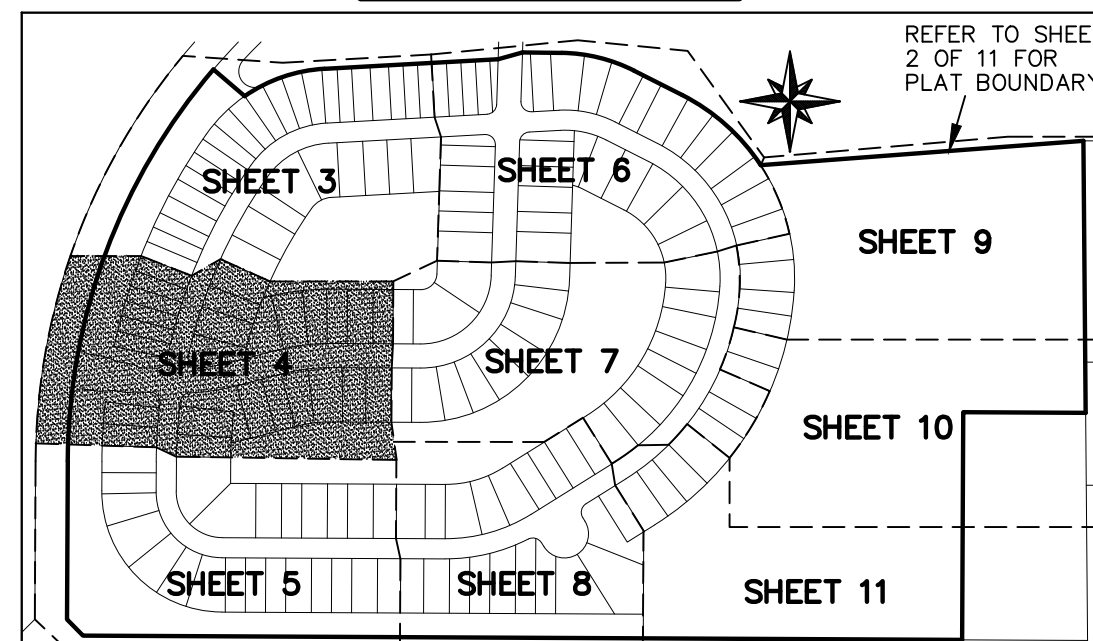 REFER TO SHEE
2 OF 11 FOR
PLAT BOUNDARY
SHEET 3
SHEET 6
SHEET 9
SHEET 4
SHEET 7
SHEET 10
SHEET 5
SHEET 8
SHEET 11